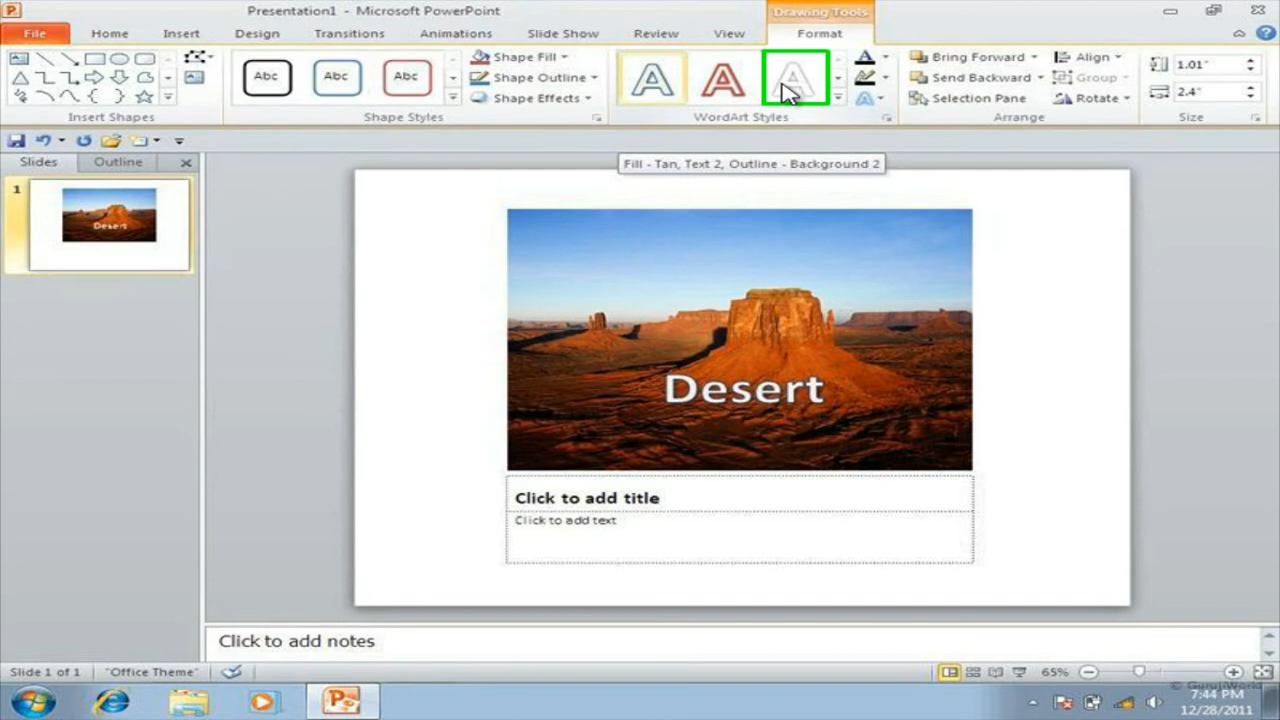 Presentation1 - Microsoft PowerPoint
Drawing Tools
File Home Insert Design Transitions Animations Slide Show Review View Format
Abc Abc Abc
Shape Fill
Shape Outline
Shape Effects
A A A
Bring Forward
Send Backward
Selection Pane
Align
Group
Rotate
1.01"
2.4"
Insert Shapes Shape Styles WordArt Styles Arrange Size
Slides Outline
Fill - Tan, Text 2, Outline - Background 2
1
Desert
Desert
Click to add title
Click to add text
Click to add notes
Slide 1 of 1 "Office Theme" 65%
© GurujiWorld
7:44 PM
12/28/2011